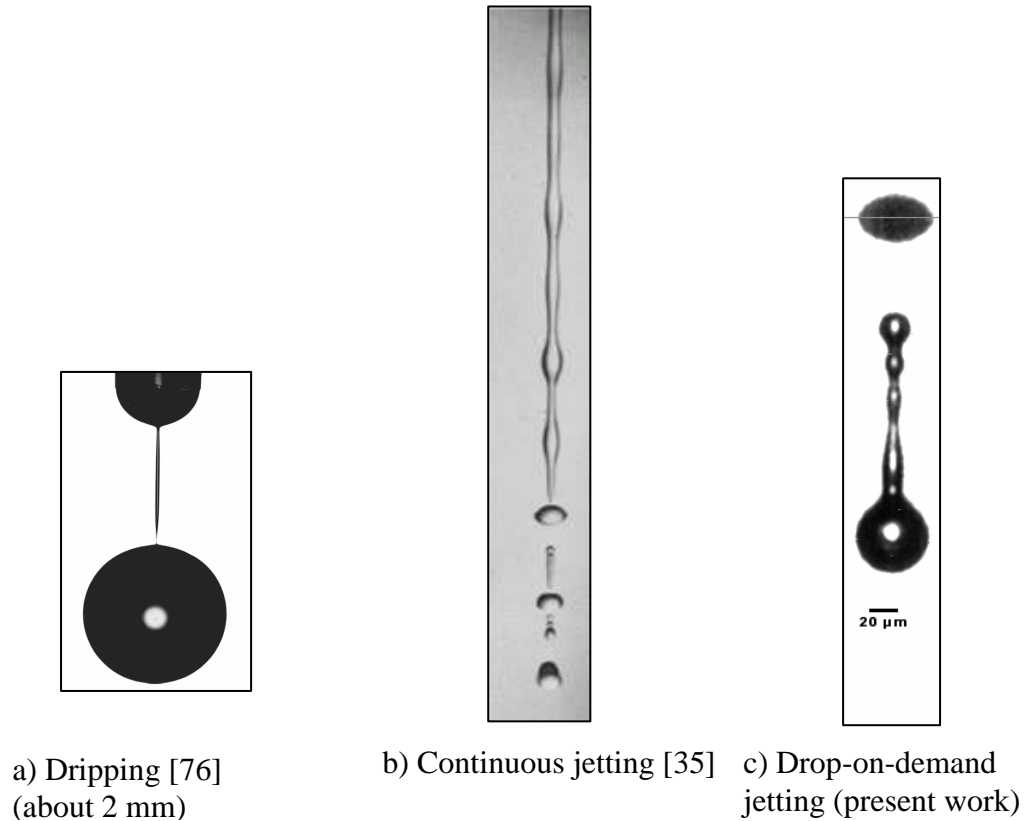 20 µm
a) Dripping [76]
(about 2 mm)
b) Continuous jetting [35]
c) Drop-on-demand
jetting (present work)